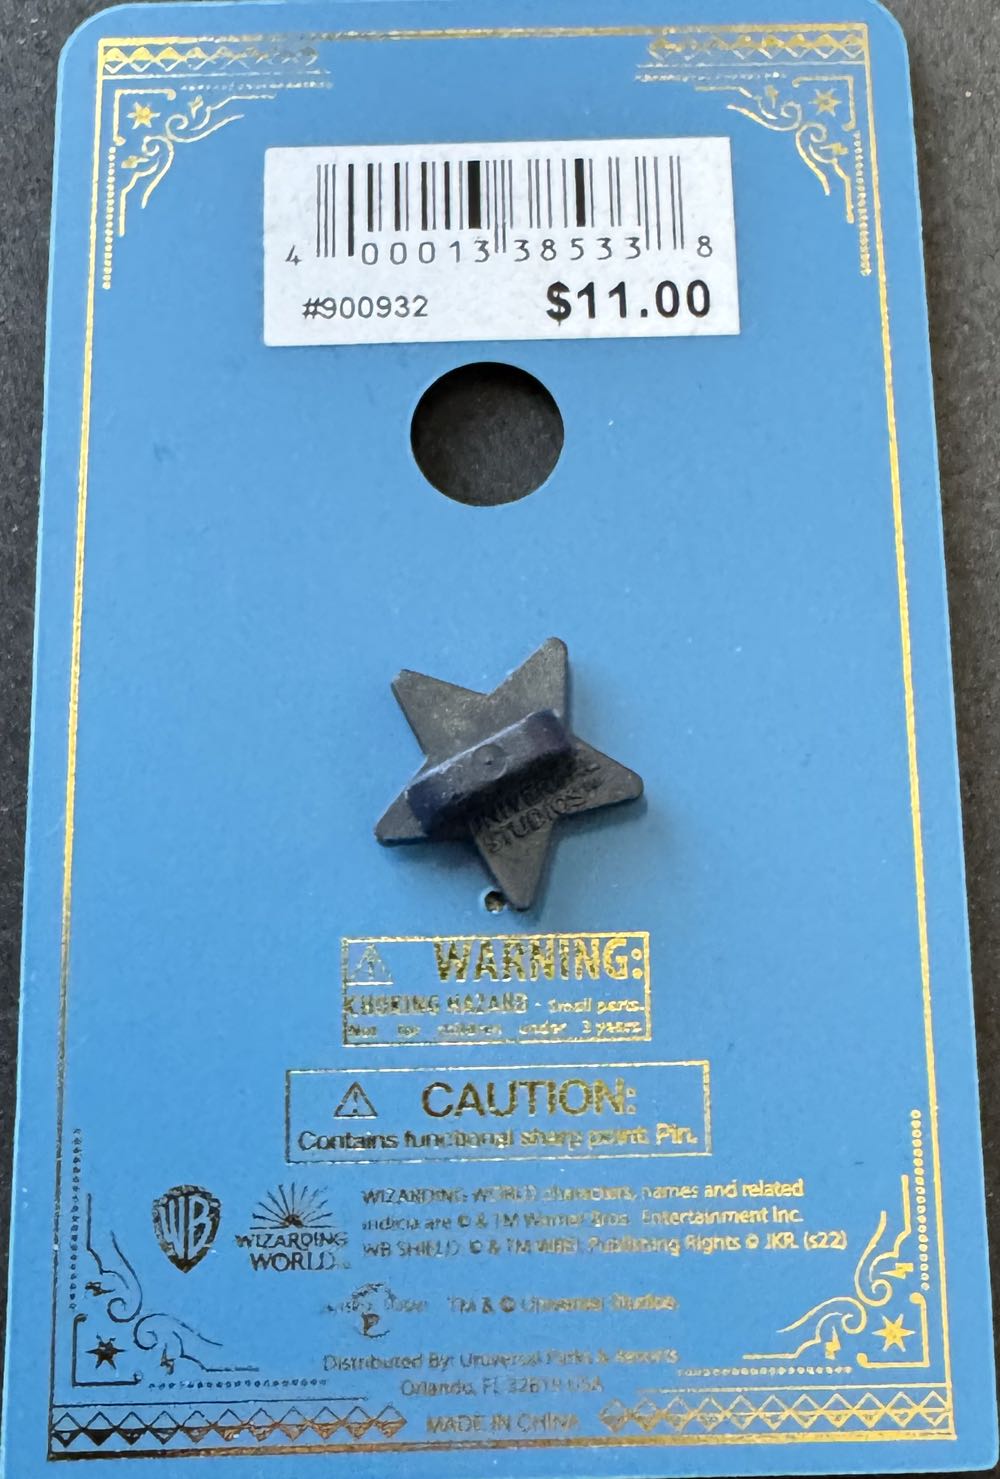 4 00013 38533 8
#900932 $11.00
UNIVERSAL
STUDIOS
WARNING:
CHOKING HAZARD - Small parts.
Not for children under 3 years.
CAUTION:
Contains functional sharp point Pin.
WB
WIZARDING
WORLD
WIZARDING WORLD characters, names and related
indicia are © & TM Warner Bros. Entertainment Inc.
WB SHIELD: © & TM WBEI. Publishing Rights © JKR. (s22)
TM & © Universal Studios
Distributed By: Universal Parks & Resorts
Orlando, FL 32819 USA
MADE IN CHINA